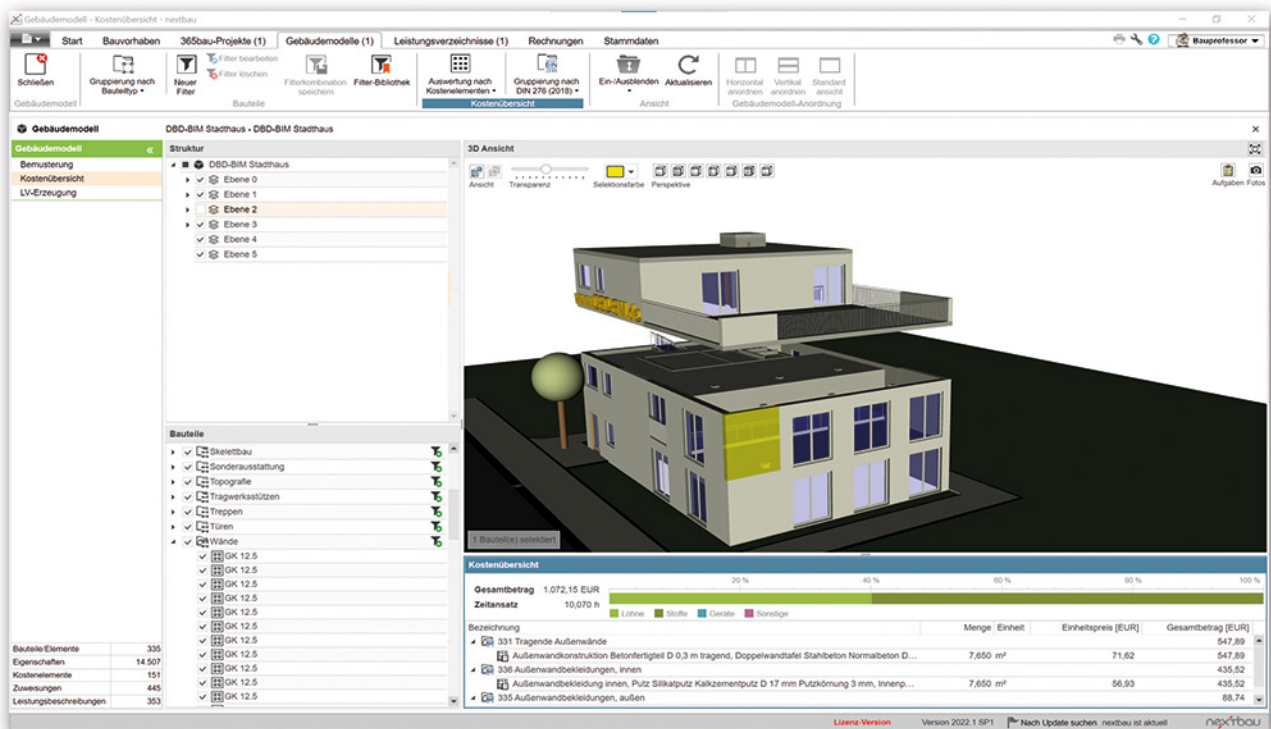 Gebäudemodell - Kostenübersicht - nextbau
Start Bauvorhaben 365bau-Projekte (1) Gebäudemodelle (1) Leistungsverzeichnisse (1) Rechnungen Stammdaten
Bauprofessor
Schließen
Gruppierung nach Bauteiltyp
Neuer Filter
Filter bearbeiten
Filter löschen
Filterkombination speichern
Filter-Bibliothek
Auswertung nach Kostenelementen
Gruppierung nach DIN 276 (2018)
Ein-/Ausblenden
Aktualisieren
Horizontal anordnen
Vertikal anordnen
Standard ansicht
Gebäudemodell Bauteile Kostenübersicht Ansicht Gebäudemodell-Anordnung
Gebäudemodell DBD-BIM Stadthaus - DBD-BIM Stadthaus
Gebäudemodell
Bemusterung
Kostenübersicht
LV-Erzeugung
Struktur
DBD-BIM Stadthaus
Ebene 0
Ebene 1
Ebene 2
Ebene 3
Ebene 4
Ebene 5
Bauteile
Skelettbau
Sonderausstattung
Topografie
Tragwerksstützen
Treppen
Türen
Wände
GK 12.5
GK 12.5
GK 12.5
GK 12.5
GK 12.5
GK 12.5
GK 12.5
GK 12.5
GK 12.5
GK 12.5
GK 12.5
Bauteile/Elemente 335
Eigenschaften 14.507
Kostenelemente 151
Zuweisungen 445
Leistungsbeschreibungen 353
3D Ansicht
Ansicht Transparenz Selektionsfarbe Perspektive Aufgaben Fotos
1 Bauteil(e) selektiert
Kostenübersicht
20 % 40 % 60 % 80 % 100 %
Gesamtbetrag 1.072,15 EUR
Zeitansatz 10,070 h
Löhne Stoffe Geräte Sonstige
Bezeichnung Menge Einheit Einheitspreis [EUR] Gesamtbetrag [EUR]
331 Tragende Außenwände 547,89
Außenwandkonstruktion Betonfertigteil D 0,3 m tragend, Doppelwandtafel Stahlbeton Normalbeton D... 7,650 m² 71,62 547,89
336 Außenwandbekleidungen, innen 435,52
Außenwandbekleidung innen, Putz Silikatputz Kalkzementputz D 17 mm Putzkörnung 3 mm, Innenp... 7,650 m² 56,93 435,52
335 Außenwandbekleidungen, außen 88,74
Lizenz-Version Version 2022.1 SP1 Nach Update suchen nextbau ist aktuell nextbau